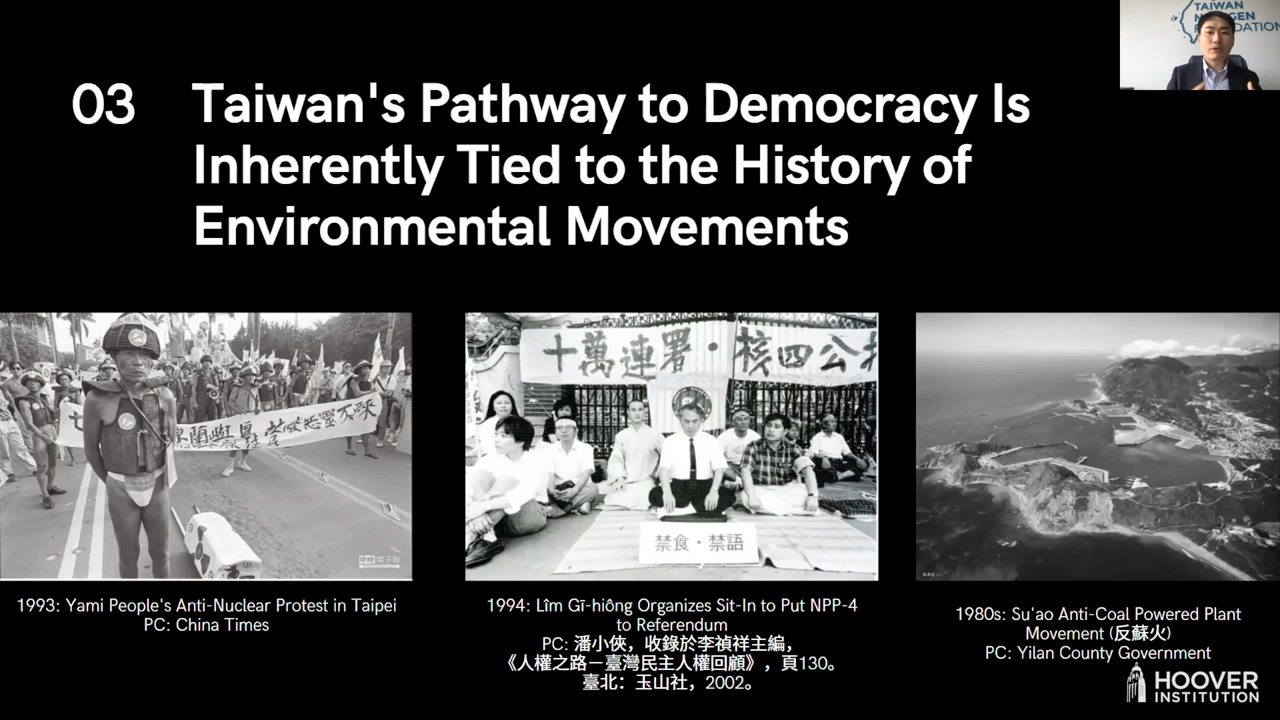 TAIWAN
03
Taiwan's Pathway to Democracy Is
Inherently Tied to the History of
Environmental Movements
十萬連署・核四公投
禁食・禁語
1993: Yami People's Anti-Nuclear Protest in Taipei
PC: China Times
1994: Lîm Gī-hiông Organizes Sit-In to Put NPP-4
to Referendum
PC: 潘小俠，收錄於李禎祥主編，
《人權之路－臺灣民主人權回顧》，頁130。
臺北：玉山社，2002。
1980s: Su'ao Anti-Coal Powered Plant
Movement (反蘇火)
PC: Yilan County Government
HOOVER
INSTITUTION